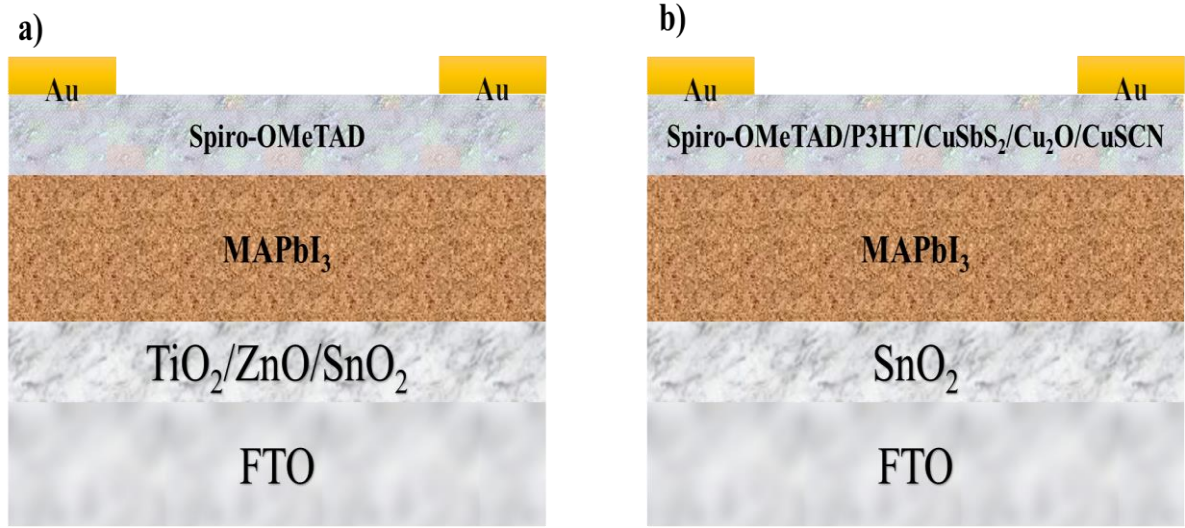 a)
Au
Au
Spiro-OMeTAD
MAPbI₃
TiO₂/ZnO/SnO₂
FTO
b)
Au
Au
Spiro-OMeTAD/P3HT/CuSbS₂/Cu₂O/CuSCN
MAPbI₃
SnO₂
FTO